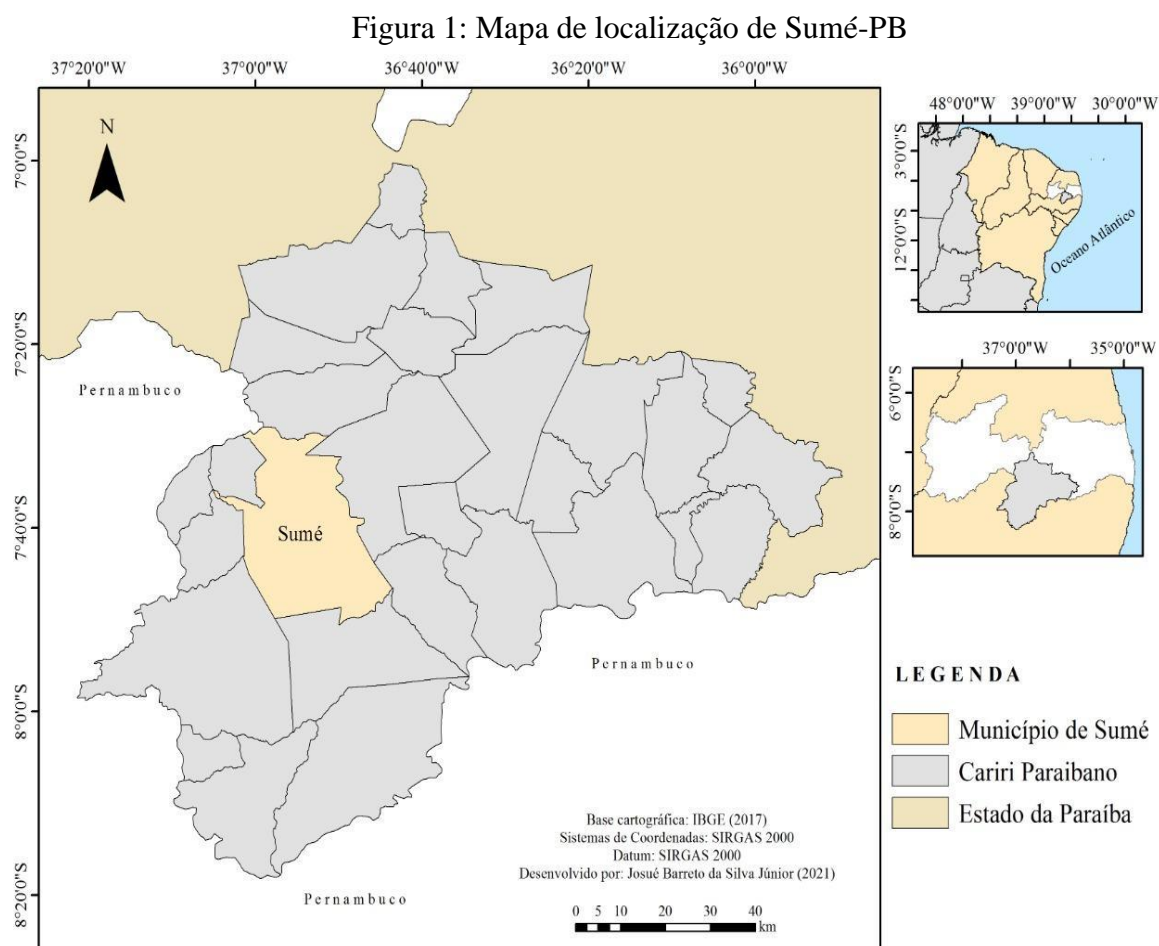 Figura 1: Mapa de localização de Sumé-PB
37°20'0"W 37°0'0"W 36°40'0"W 36°20'0"W 36°0'0"W
N
7°0'0"S
7°20'0"S
7°40'0"S
8°0'0"S
8°20'0"S
Pernambuco
Sumé
Pernambuco
Pernambuco
Base cartográfica: IBGE (2017)
Sistemas de Coordenadas: SIRGAS 2000
Datum: SIRGAS 2000
Desenvolvido por: Josué Barreto da Silva Júnior (2021)
0 5 10 20 30 40
km
48°0'0"W 39°0'0"W 30°0'0"W
3°0'0"S
12°0'0"S
Oceano Atlântico
37°0'0"W 35°0'0"W
6°0'0"S
8°0'0"S
LEGENDA
Município de Sumé
Cariri Paraibano
Estado da Paraíba